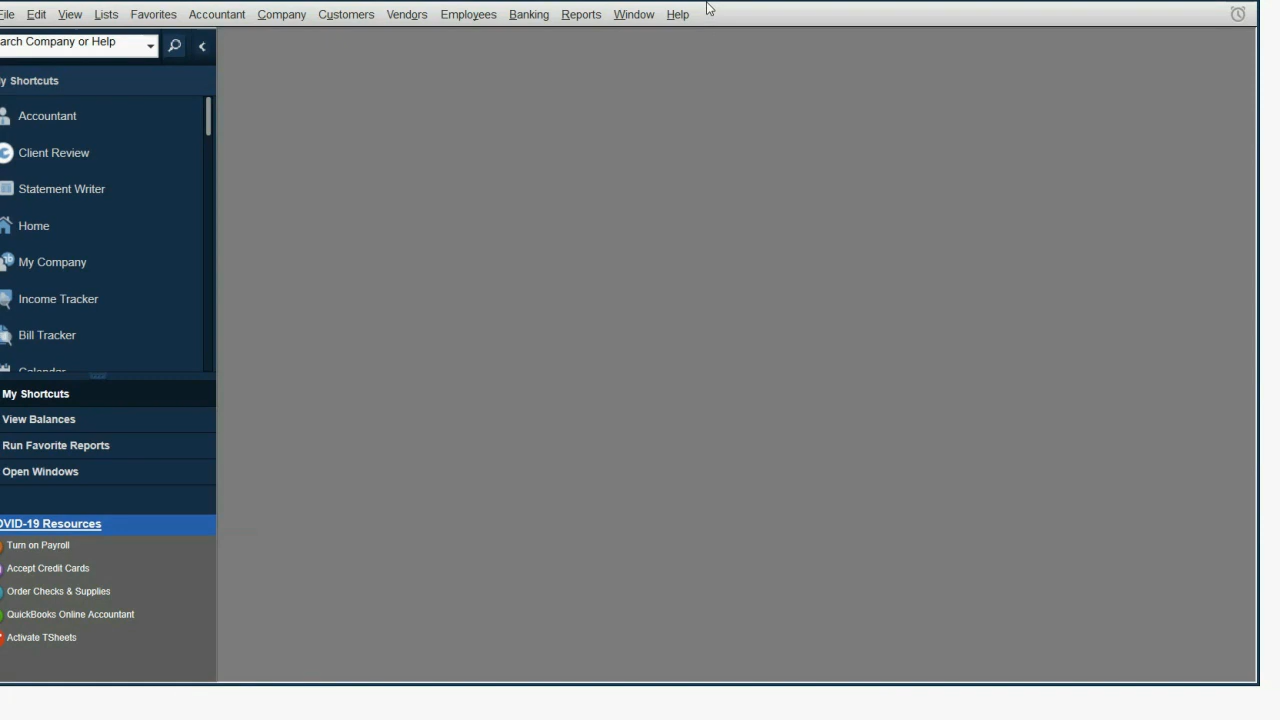 ile Edit View Lists Favorites Accountant Company Customers Vendors Employees Banking Reports Window Help
arch Company or Help
y Shortcuts
Accountant
Client Review
Statement Writer
Home
My Company
Income Tracker
Bill Tracker
Calendar
My Shortcuts
View Balances
Run Favorite Reports
Open Windows
OVID-19 Resources
Turn on Payroll
Accept Credit Cards
Order Checks & Supplies
QuickBooks Online Accountant
Activate TSheets